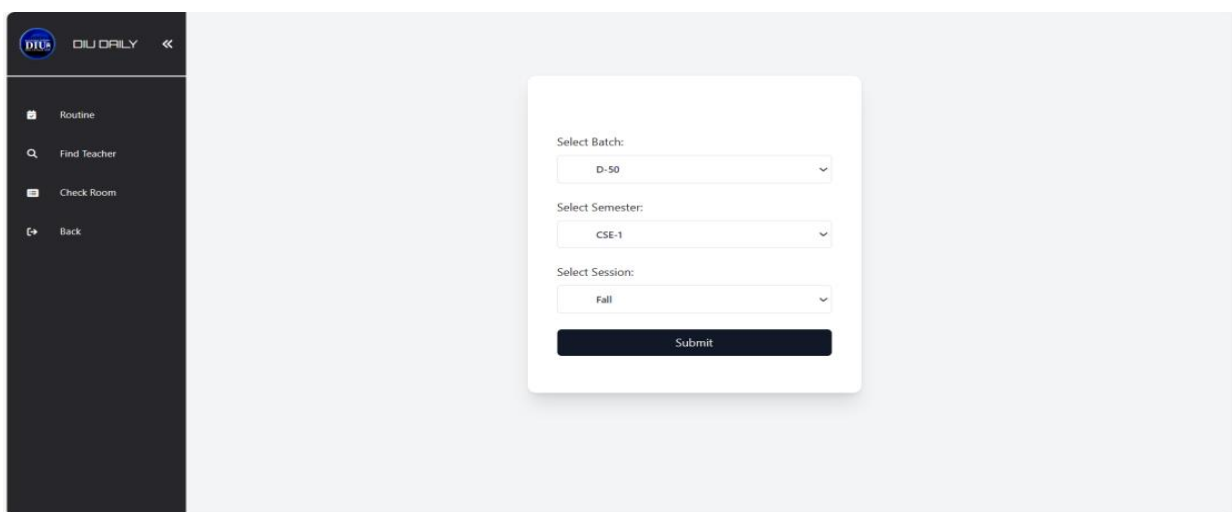 DIUs
DIU DAILY
Routine
Find Teacher
Check Room
Back
Select Batch:
D-50
Select Semester:
CSE-1
Select Session:
Fall
Submit